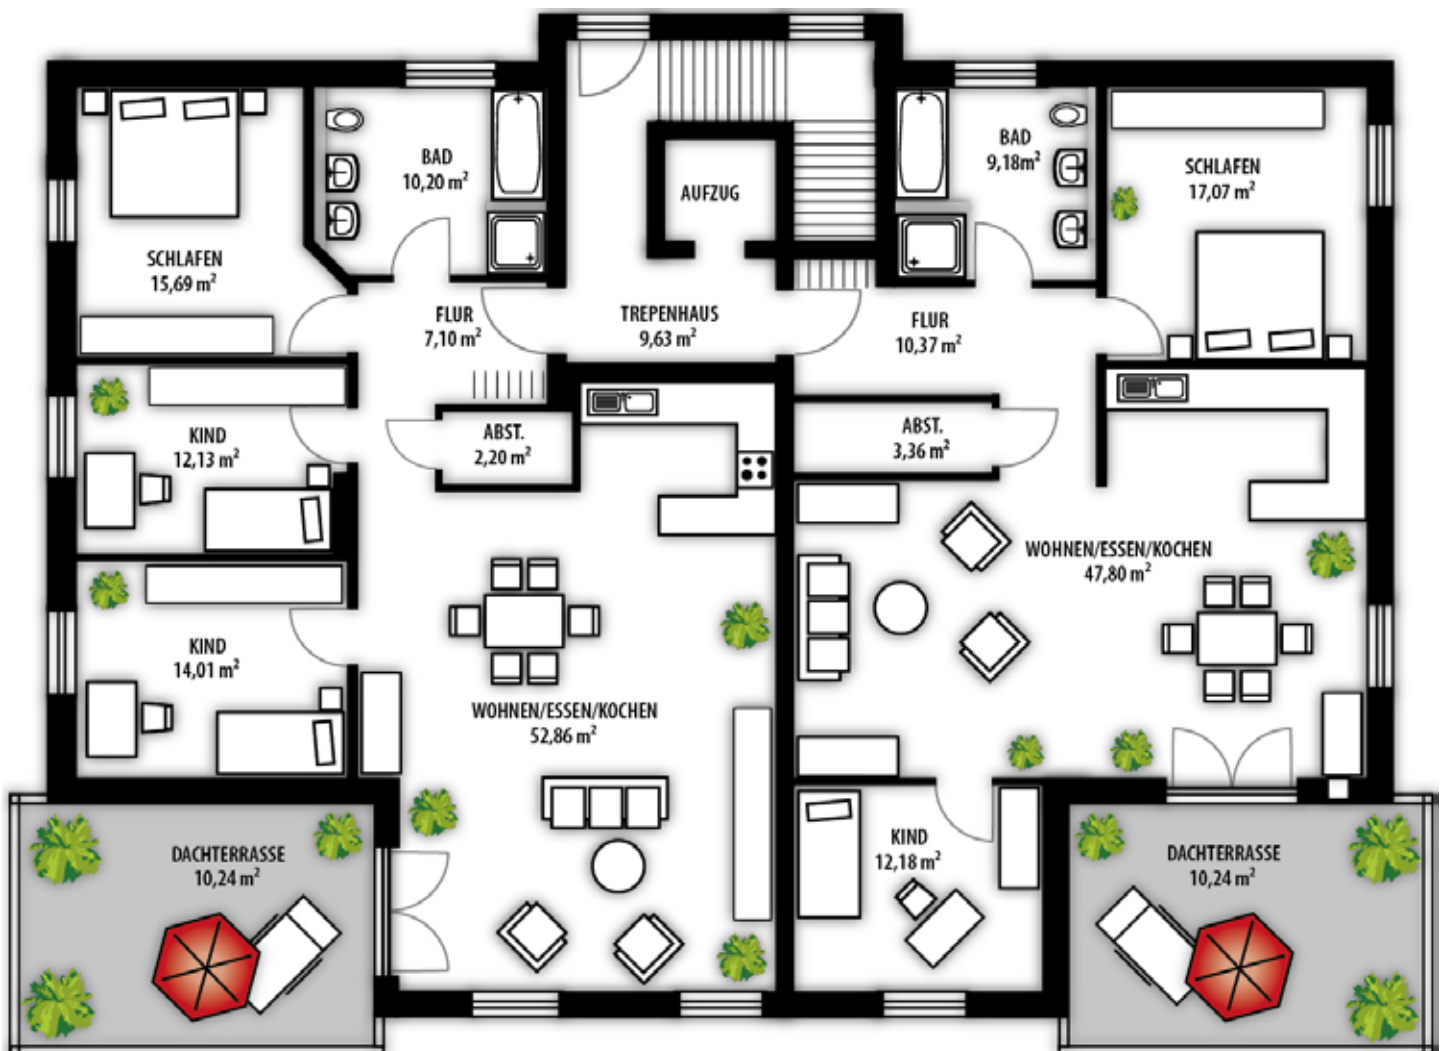 BAD
10,20 m²
BAD
9,18m²
SCHLAFEN
17,07 m²
AUFZUG
SCHLAFEN
15,69 m²
FLUR
7,10 m²
TREPENHAUS
9,63 m²
FLUR
10,37 m²
KIND
12,13 m²
ABST.
2,20 m²
ABST.
3,36 m²
WOHNEN/ESSEN/KOCHEN
47,80 m²
KIND
14,01 m²
WOHNEN/ESSEN/KOCHEN
52,86 m²
KIND
12,18 m²
DACHTERRASSE
10,24 m²
DACHTERRASSE
10,24 m²